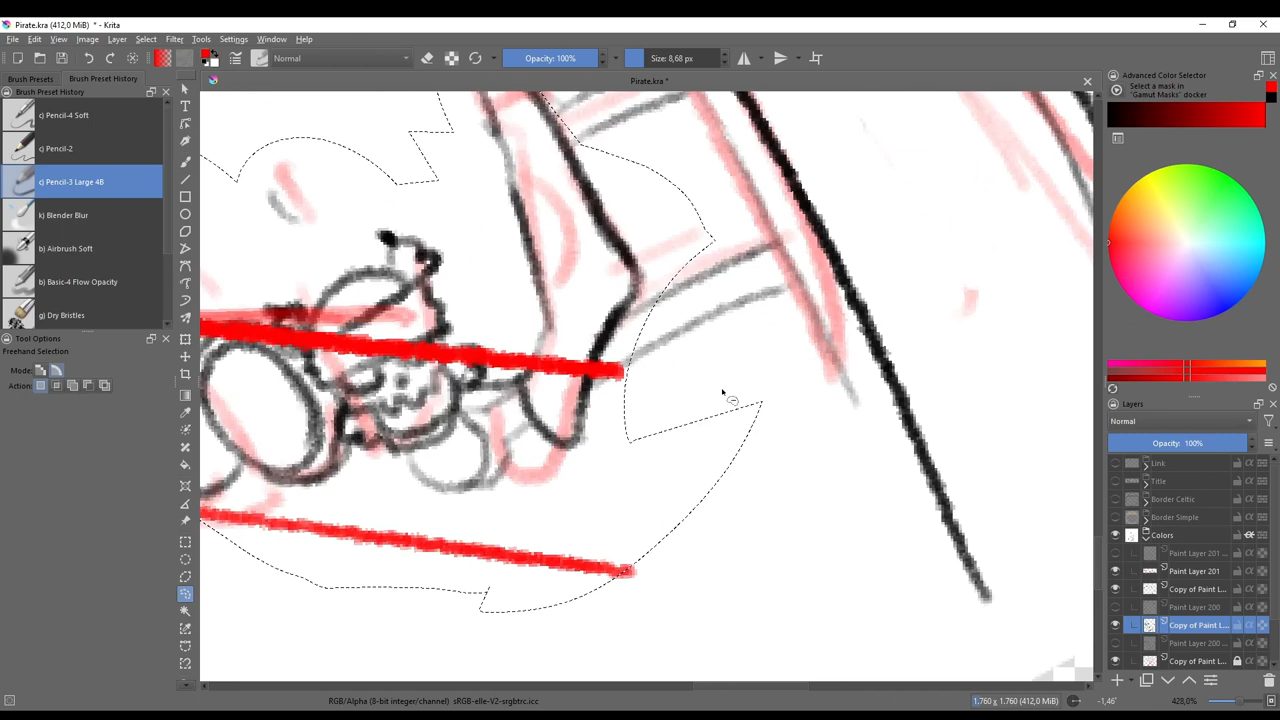 Pirate.kra (412,0 MiB) * - Krita
File Edit View Image Layer Select Filter Tools Settings Window Help
Normal
Opacity: 100%
Size: 8,68 px
Brush Presets Brush Preset History
Pirate.kra *
Advanced Color Selector
Brush Preset History
Select a mask in
"Gamut Masks" docker
c) Pencil-4 Soft
c) Pencil-2
c) Pencil-3 Large 4B
k) Blender Blur
b) Airbrush Soft
b) Basic-4 Flow Opacity
g) Dry Bristles
Tool Options
Freehand Selection
Mode:
Action:
Layers
Normal
Opacity: 100%
Link
Title
Border Celtic
Border Simple
Colors
Paint Layer 201 ...
Paint Layer 201
Copy of Paint L...
Paint Layer 200
Copy of Paint L...
Paint Layer 200 ...
Copy of Paint L...
RGB/Alpha (8-bit integer/channel) sRGB-elle-V2-srgbtrc.icc
1.760 x 1.760 (412,0 MiB)
-1,46°
428,0%